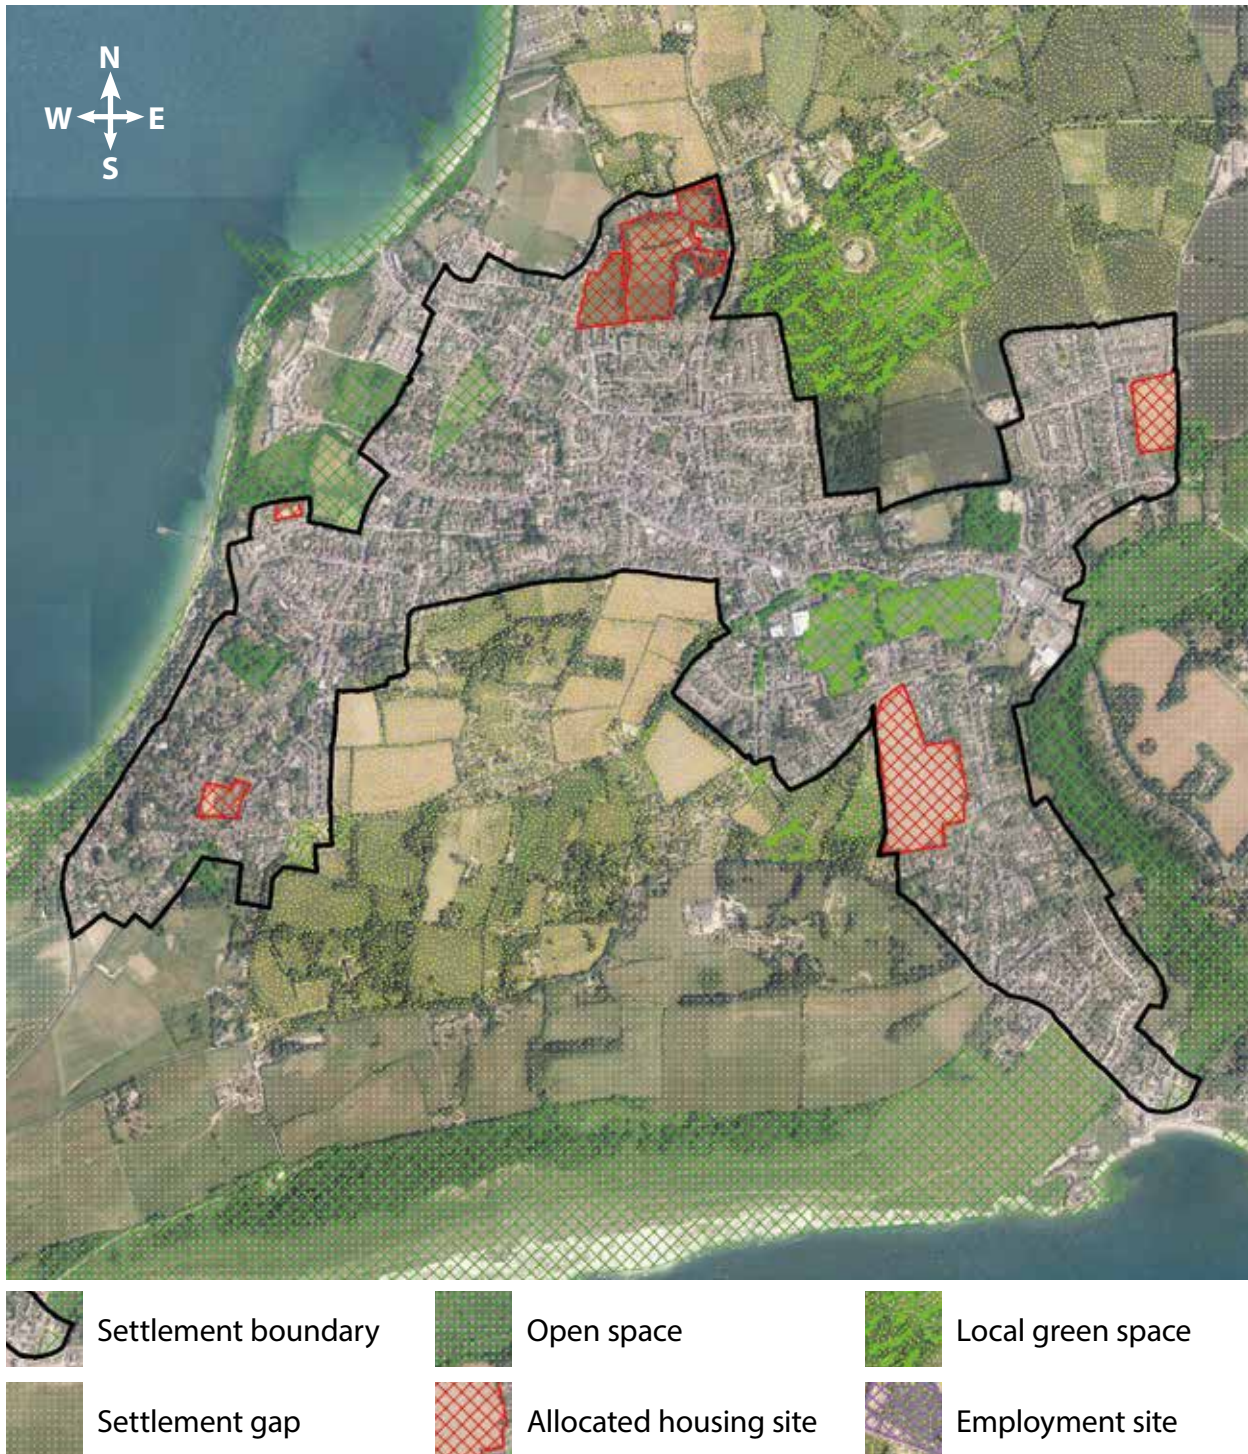 N
W E
S
Settlement boundary
Open space
Local green space
Settlement gap
Allocated housing site
Employment site